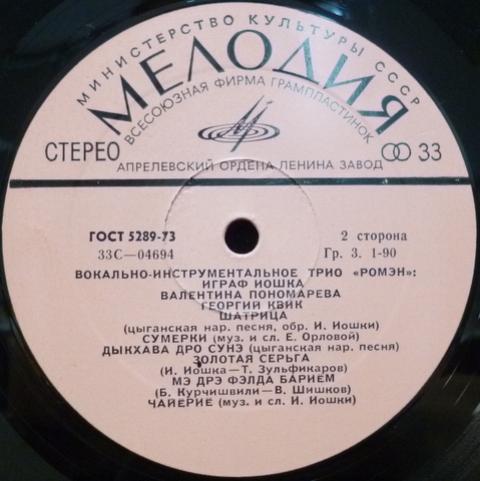 МИНИСТЕРСТВО КУЛЬТУРЫ СССР
МЕЛОДИЯ
ВСЕСОЮЗНАЯ ФИРМА ГРАМПЛАСТИНОК
СТЕРЕО 33
АПРЕЛЕВСКИЙ ОРДЕНА ЛЕНИНА ЗАВОД
ГОСТ 5289-73 2 сторона
33С—04694 Гр. 3. 1-90
ВОКАЛЬНО-ИНСТРУМЕНТАЛЬНОЕ ТРИО «РОМЭН»:
ИГРАФ ИОШКА
ВАЛЕНТИНА ПОНОМАРЕВА
ГЕОРГИЙ КВИК
ШАТРИЦА
(цыганская нар. песня, обр. И. Иошки)
СУМЕРКИ (муз. и сл. Е. Орловой)
ДЫКХАВА ДРО СУНЭ (цыганская нар. песня)
ЗОЛОТАЯ СЕРЬГА
(И. Иошка—Т. Зульфикаров)
МЭ ДРЭ ФЭЛДА БАРИЁМ
(Б. Курчишвили—В. Шишков)
ЧАЙЕРИЕ (муз. и сл. И. Иошки)